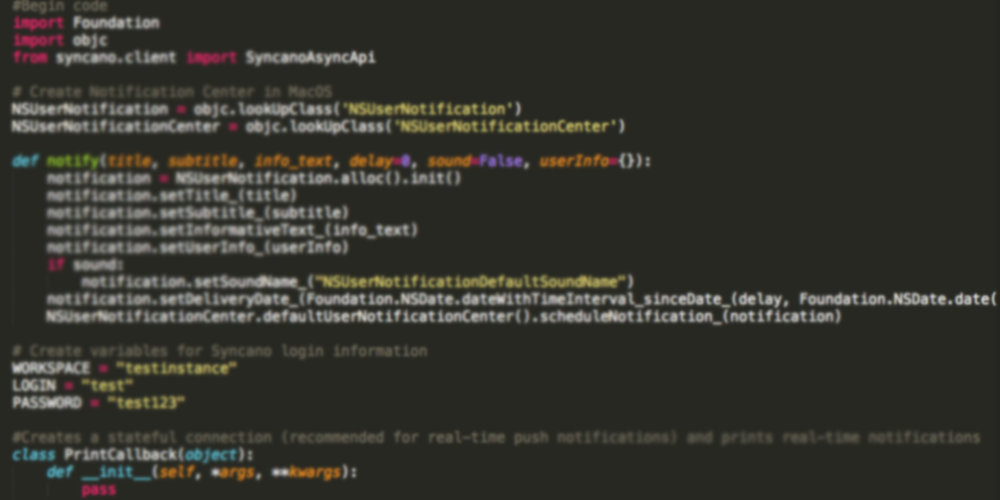 #Begin code
import Foundation
import objc
from syncano.client import SyncanoAsyncApi
# Create Notification Center in MacOS
NSUserNotification = objc.lookUpClass('NSUserNotification')
NSUserNotificationCenter = objc.lookUpClass('NSUserNotificationCenter')
def notify(title, subtitle, info_text, delay=0, sound=False, userInfo={}):
notification = NSUserNotification.alloc().init()
notification.setTitle_(title)
notification.setSubtitle_(subtitle)
notification.setInformativeText_(info_text)
notification.setUserInfo_(userInfo)
if sound:
notification.setSoundName_("NSUserNotificationDefaultSoundName")
notification.setDeliveryDate_(Foundation.NSDate.dateWithTimeInterval_sinceDate_(delay, Foundation.NSDate.date(
NSUserNotificationCenter.defaultUserNotificationCenter().scheduleNotification_(notification)
# Create variables for Syncano login information
WORKSPACE = "testinstance"
LOGIN = "test"
PASSWORD = "test123"
#Creates a stateful connection (recommended for real-time push notifications) and prints real-time notifications
class PrintCallback(object):
def __init__(self, *args, **kwargs):
pass